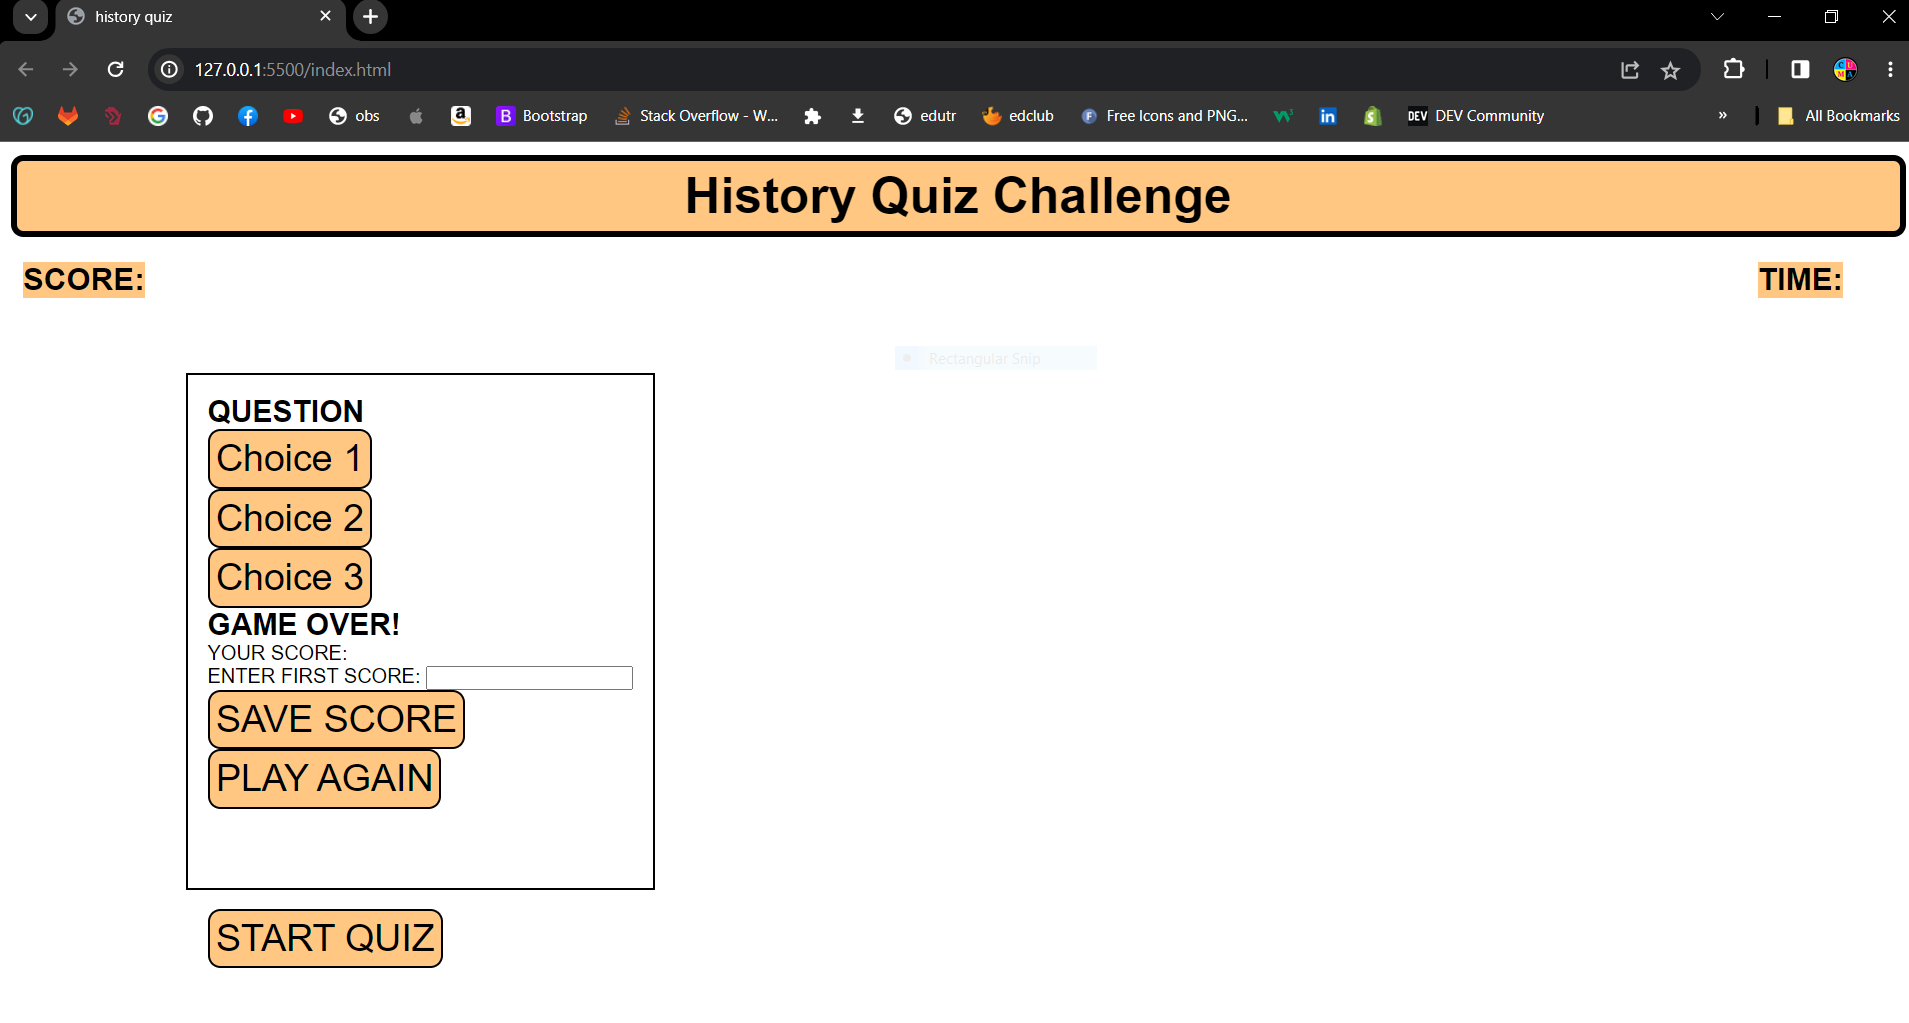 history quiz
127.0.0.1:5500/index.html
obs
a
B Bootstrap
Stack Overflow - W...
edutr
edclub
F Free Icons and PNG...
in
DEV DEV Community
» All Bookmarks
History Quiz Challenge
SCORE:
TIME:
Rectangular Snip
QUESTION
Choice 1
Choice 2
Choice 3
GAME OVER!
YOUR SCORE:
ENTER FIRST SCORE:
SAVE SCORE
PLAY AGAIN
START QUIZ